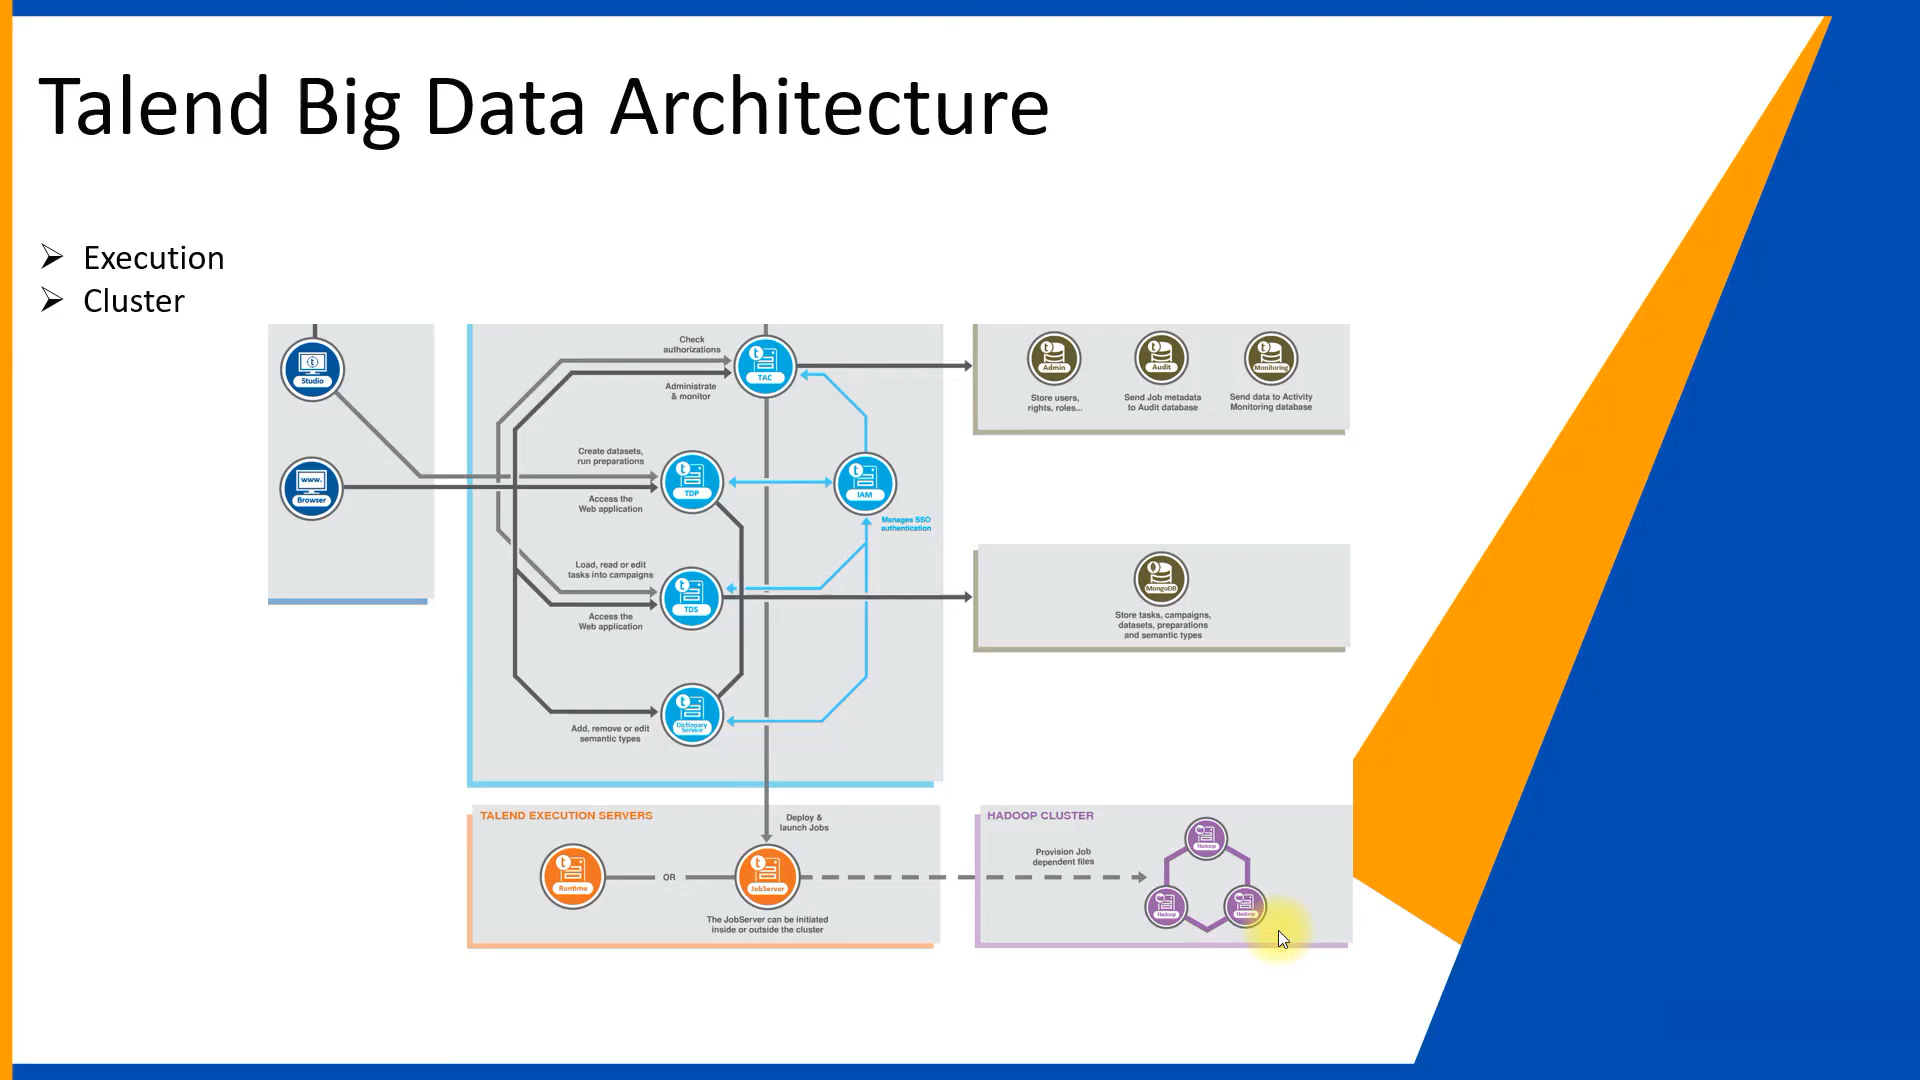 Talend Big Data Architecture
Execution
Cluster
Studio
www.
Browser
Check
authorizations
t
TAC
Administrate
& monitor
Create datasets,
run preparations
t
TDP
Access the
Web application
t
IAM
Manages SSO
authentication
Load, read or edit
tasks into campaigns
t
TDS
Access the
Web application
t
Dictionary
Service
Add, remove or edit
semantic types
t
Admin
Store users,
rights, roles...
t
Audit
Send Job metadata
to Audit database
t
Monitoring
Send data to Activity
Monitoring database
MongoDB
Store tasks, campaigns,
datasets, preparations
and semantic types
TALEND EXECUTION SERVERS
Deploy &
launch Jobs
t
Runtime
OR
t
JobServer
The JobServer can be initiated
inside or outside the cluster
HADOOP CLUSTER
Provision Job
dependent files
Hadoop
Hadoop
Hadoop